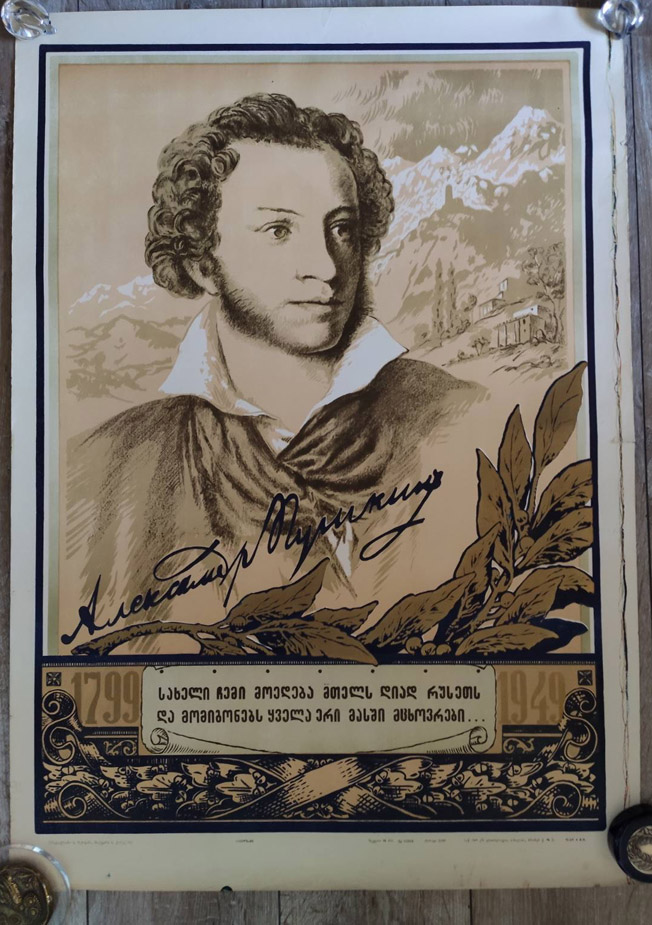 Александр Пушкин
1799 1949
ᲡᲐᲮᲔᲚᲘ ᲩᲔᲛᲘ ᲛᲝᲔᲓᲔᲑᲐ ᲛᲗᲔᲚᲡ ᲓᲘᲐᲓ ᲠᲣᲡᲔᲗᲡ
ᲓᲐ ᲛᲝᲛᲘᲒᲝᲜᲔᲑᲡ ᲧᲕᲔᲚᲐ ᲔᲠᲘ ᲛᲐᲡᲨᲘ ᲛᲪᲮᲝᲕᲠᲔᲑᲘ...